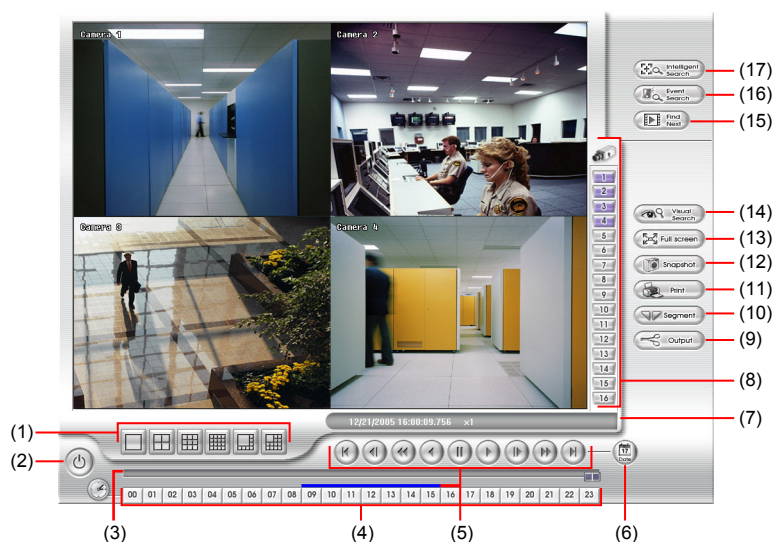 Camera 1
Camera 2
Intelligent Search
(17)
Event Search
(16)
Find Next
(15)
1
2
3
4
5
6
7
8
9
10
11
12
13
14
15
16
(8)
Visual Search
(14)
Full screen
(13)
Snapshot
(12)
Print
(11)
Segment
(10)
Output
(9)
Camera 3
Camera 4
12/21/2005 16:00:09.756 ×1
(7)
(1)
(2)
17
Date
00 01 02 03 04 05 06 07 08 09 10 11 12 13 14 15 16 17 18 19 20 21 22 23
(3)
(4)
(5)
(6)